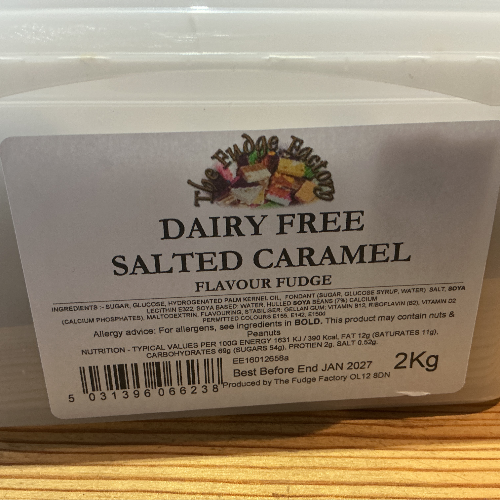 The Fudge Factory
DAIRY FREE
SALTED CARAMEL
FLAVOUR FUDGE
INGREDIENTS :- SUGAR, GLUCOSE, HYDROGENATED PALM KERNEL OIL, FONDANT (SUGAR, GLUCOSE SYRUP, WATER) SALT, SOYA
LECITIN E322, SOYA BASED: WATER, HULLED SOYA BEANS (7%) CALCIUM
(CALCIUM PHOSPHATES), MALTODEXTRIN, FLAVOURING, STABILISER, GELLAN GUM, VITAMIN B12, RIBOFLAVIN (B2), VITAMIN D2
PERMITTED COLOURS E155, E142, E150d
Allergy advice: For allergens, see ingredients in BOLD. This product may contain nuts &
Peanuts
NUTRITION - TYPICAL VALUES PER 100G ENERGY 1631 KJ / 390 Kcal, FAT 12g (SATURATES 11g),
CARBOHYDRATES 69g (SUGARS 54g), PROTIEN 2g, SALT 0.52g.
EE16012656a
Best Before End JAN 2027 2Kg
5 031396 066238
Produced by The Fudge Factory OL12 8DN